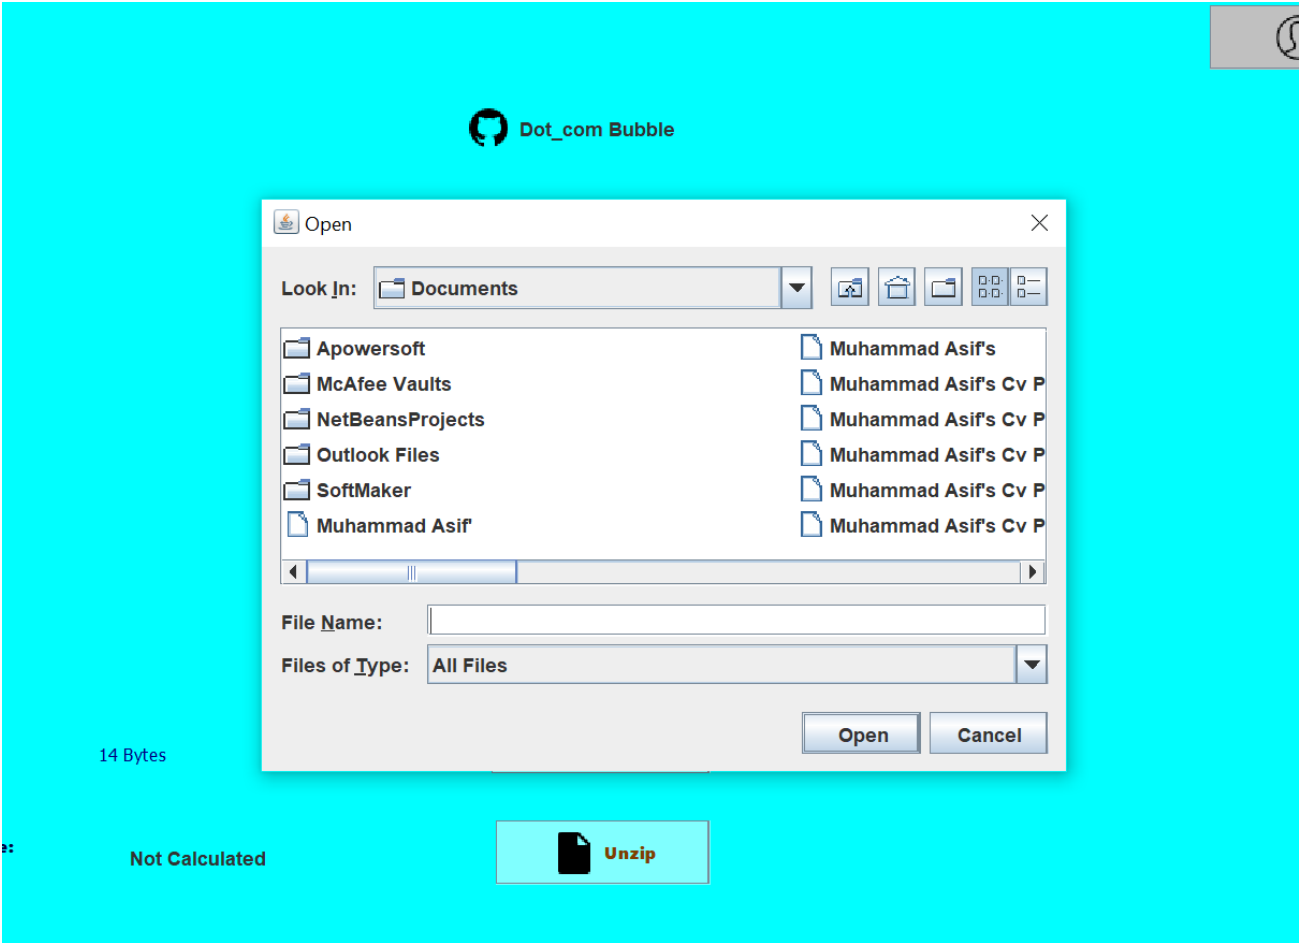 Dot_com Bubble
Open
Look In: Documents
Apowersoft
McAfee Vaults
NetBeansProjects
Outlook Files
SoftMaker
Muhammad Asif'
Muhammad Asif's
Muhammad Asif's Cv P
Muhammad Asif's Cv P
Muhammad Asif's Cv P
Muhammad Asif's Cv P
Muhammad Asif's Cv P
File Name:
Files of Type: All Files
Open Cancel
14 Bytes
e: Not Calculated
Unzip